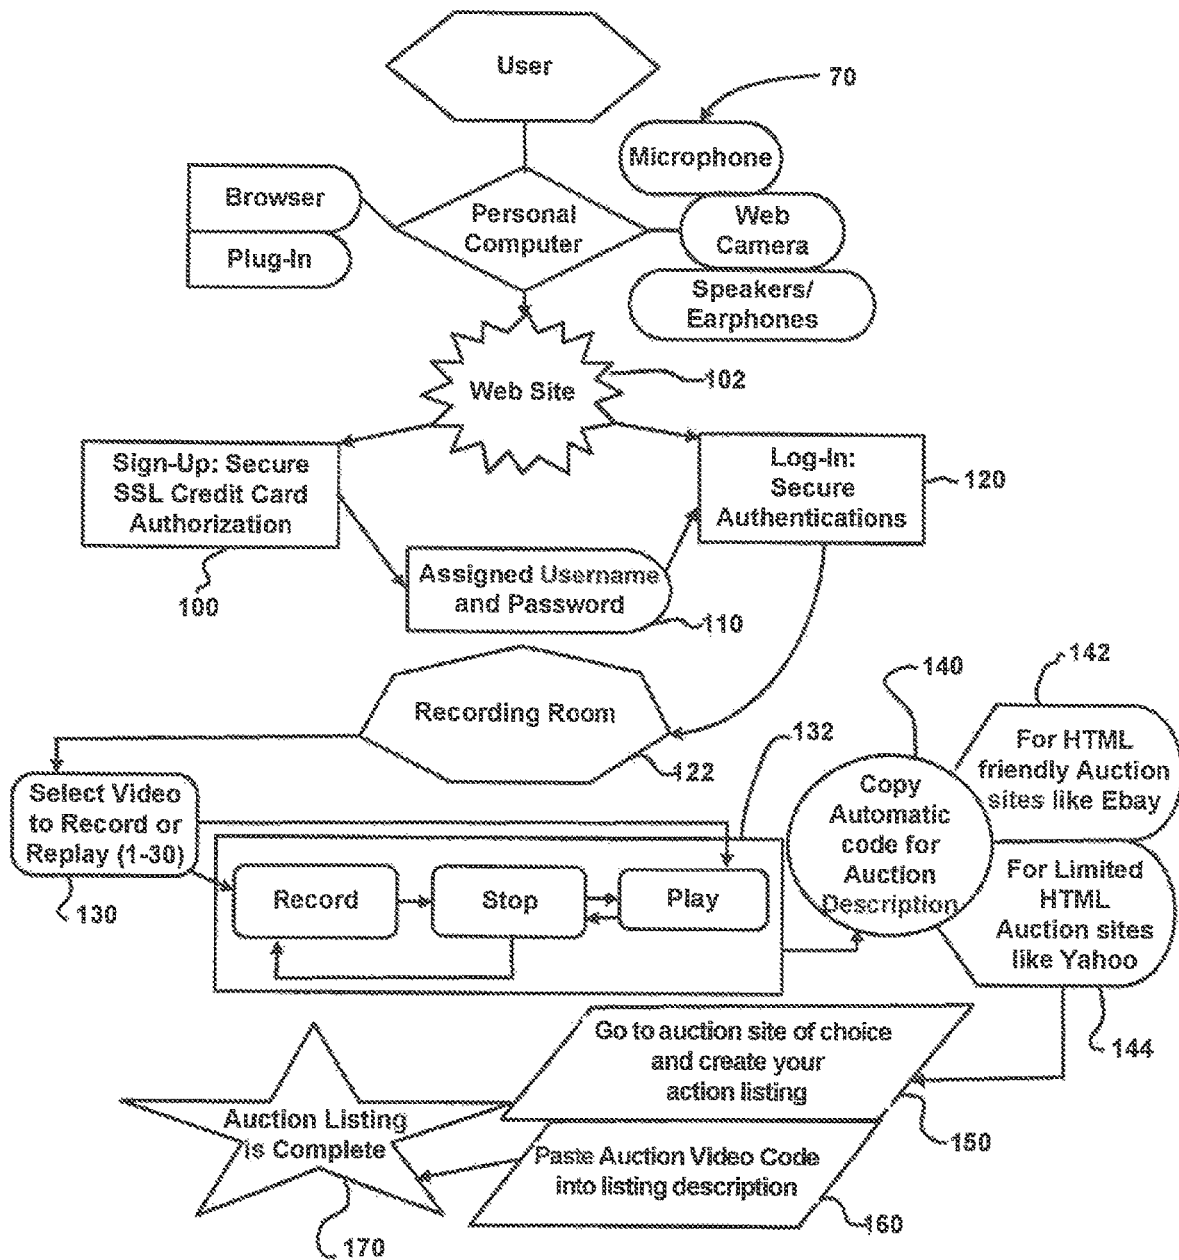 User
70
Microphone
Browser
Personal
Computer
Web
Camera
Plug-In
Speakers/
Earphones
Web Site
102
Sign-Up: Secure
SSL Credit Card
Authorization
Log-In:
Secure
Authentications
120
100
Assigned Username
and Password
110
Recording Room
122
132
140
142
Select Video
to Record or
Replay (1-30)
130
Record
Stop
Play
Copy
Automatic
code for
Auction
Description
For HTML
friendly Auction
sites like Ebay
For Limited
HTML
Auction sites
like Yahoo
144
Go to auction site of choice
and create your
action listing
150
Auction Listing
is Complete
Paste Auction Video Code
into listing description
160
170